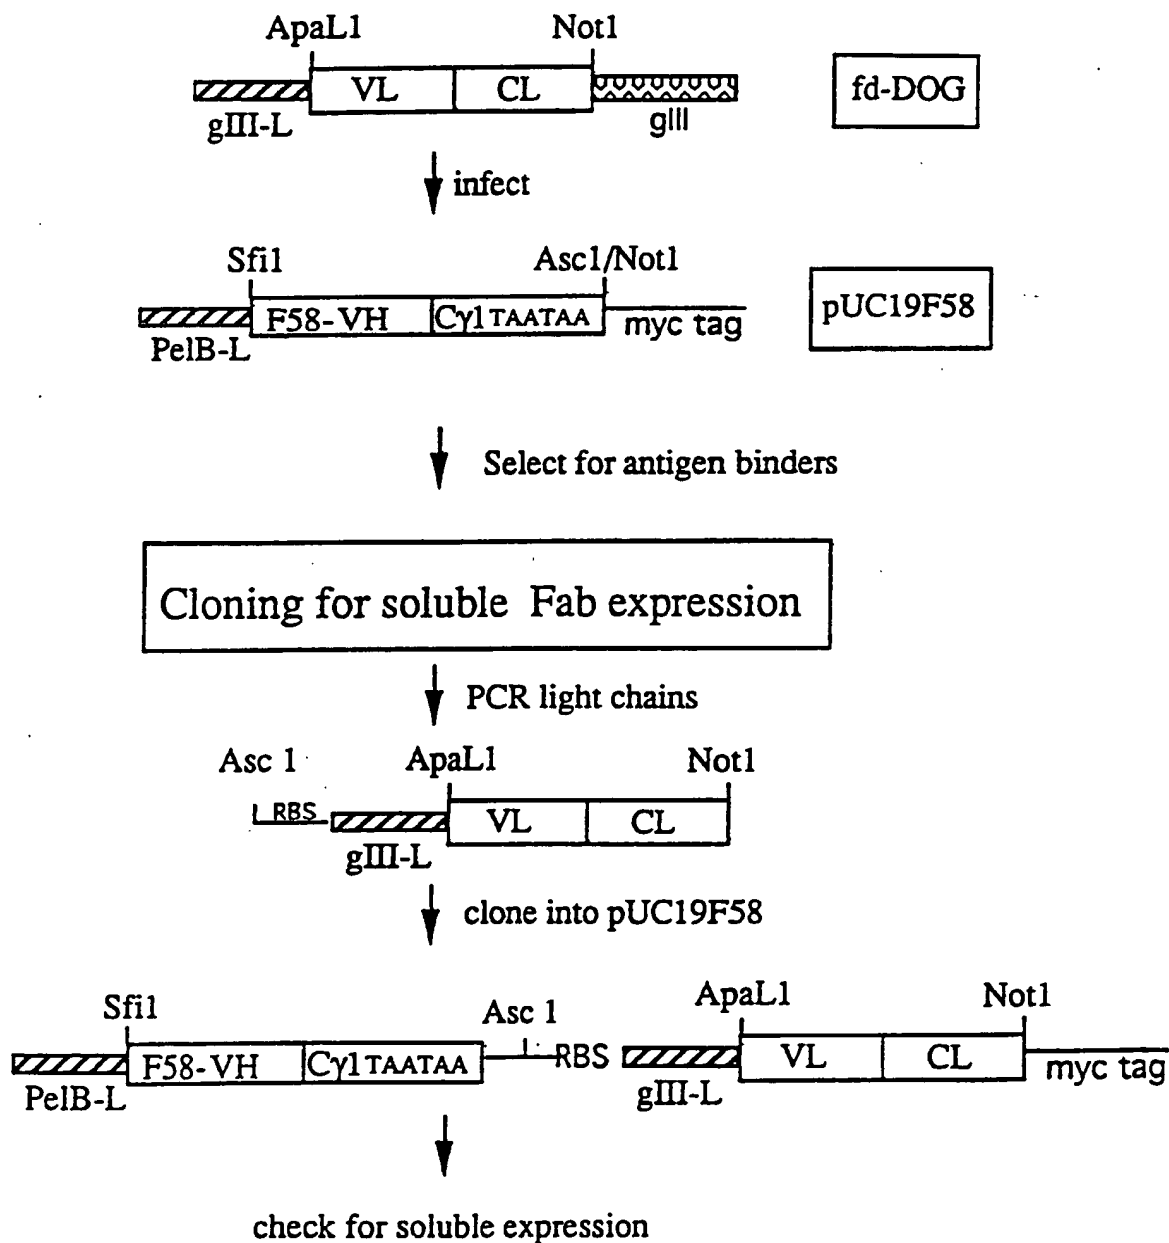 ApaL1 Not1
VL CL fd-DOG
gIII-L gIII
infect
Sfi1 Asc1/Not1
F58-VH Cγ1 TAATAA myc tag pUC19F58
PelB-L
Select for antigen binders
Cloning for soluble Fab expression
PCR light chains
Asc 1 ApaL1 Not1
RBS VL CL
gIII-L
clone into pUC19F58
Sfi1 Asc 1 ApaL1 Not1
F58-VH Cγ1 TAATAA RBS VL CL myc tag
PelB-L gIII-L
check for soluble expression